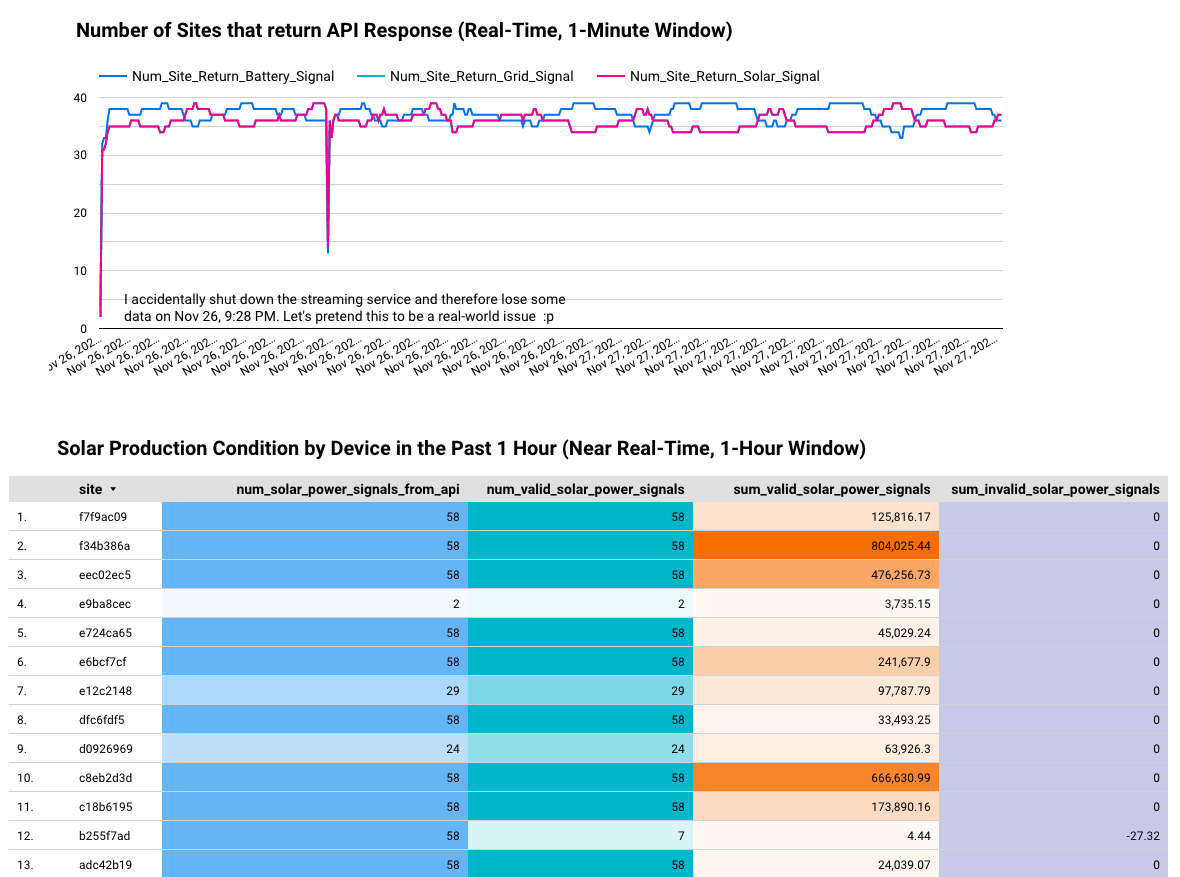 Number of Sites that return API Response (Real-Time, 1-Minute Window)
Num_Site_Return_Battery_Signal Num_Site_Return_Grid_Signal Num_Site_Return_Solar_Signal
40
30
20
10
0
I accidentally shut down the streaming service and therefore lose some
data on Nov 26, 9:28 PM. Let's pretend this to be a real-world issue :p
ov 26, 202... Nov 26, 202... Nov 26, 202... Nov 26, 202... Nov 26, 202... Nov 26, 202... Nov 26, 202... Nov 26, 202... Nov 26, 202... Nov 26, 202... Nov 26, 202... Nov 26, 202... Nov 26, 202... Nov 26, 202... Nov 26, 202... Nov 26, 202... Nov 26, 202... Nov 26, 202... Nov 27, 202... Nov 27, 202... Nov 27, 202... Nov 27, 202... Nov 27, 202... Nov 27, 202... Nov 27, 202... Nov 27, 202... Nov 27, 202... Nov 27, 202... Nov 27, 202... Nov 27, 202... Nov 27, 202... Nov 27, 202...
Solar Production Condition by Device in the Past 1 Hour (Near Real-Time, 1-Hour Window)
site num_solar_power_signals_from_api num_valid_solar_power_signals sum_valid_solar_power_signals sum_invalid_solar_power_signals
1. f7f9ac09 58 58 125,816.17 0
2. f34b386a 58 58 804,025.44 0
3. eec02ec5 58 58 476,256.73 0
4. e9ba8cec 2 2 3,735.15 0
5. e724ca65 58 58 45,029.24 0
6. e6bcf7cf 58 58 241,677.9 0
7. e12c2148 29 29 97,787.79 0
8. dfc6fdf5 58 58 33,493.25 0
9. d0926969 24 24 63,926.3 0
10. c8eb2d3d 58 58 666,630.99 0
11. c18b6195 58 58 173,890.16 0
12. b255f7ad 58 7 4.44 -27.32
13. adc42b19 58 58 24,039.07 0